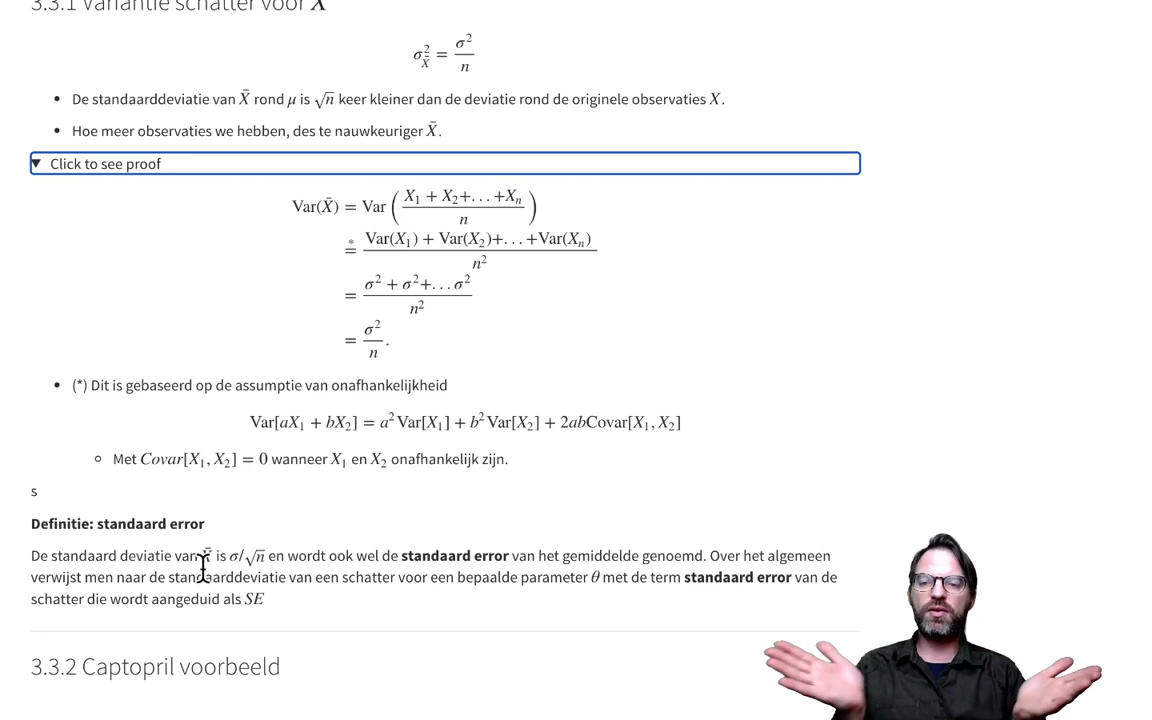 3.3.1 Variantie schatter voor X̄
σ²_X̄ = σ²/n
• De standaarddeviatie van X̄ rond μ is √n keer kleiner dan de deviatie rond de originele observaties X.
• Hoe meer observaties we hebben, des te nauwkeuriger X̄.
▼ Click to see proof
Var(X̄) = Var((X₁ + X₂+...+Xₙ)/n)
=* (Var(X₁) + Var(X₂)+...+Var(Xₙ))/n²
= (σ² + σ²+...σ²)/n²
= σ²/n.
• (*) Dit is gebaseerd op de assumptie van onafhankelijkheid
Var[aX₁ + bX₂] = a²Var[X₁] + b²Var[X₂] + 2abCovar[X₁, X₂]
◦ Met Covar[X₁, X₂] = 0 wanneer X₁ en X₂ onafhankelijk zijn.
s
Definitie: standaard error
De standaard deviatie van X̄ is σ/√n en wordt ook wel de standaard error van het gemiddelde genoemd. Over het algemeen
verwijst men naar de standaarddeviatie van een schatter voor een bepaalde parameter θ met de term standaard error van de
schatter die wordt aangeduid als SE
3.3.2 Captopril voorbeeld